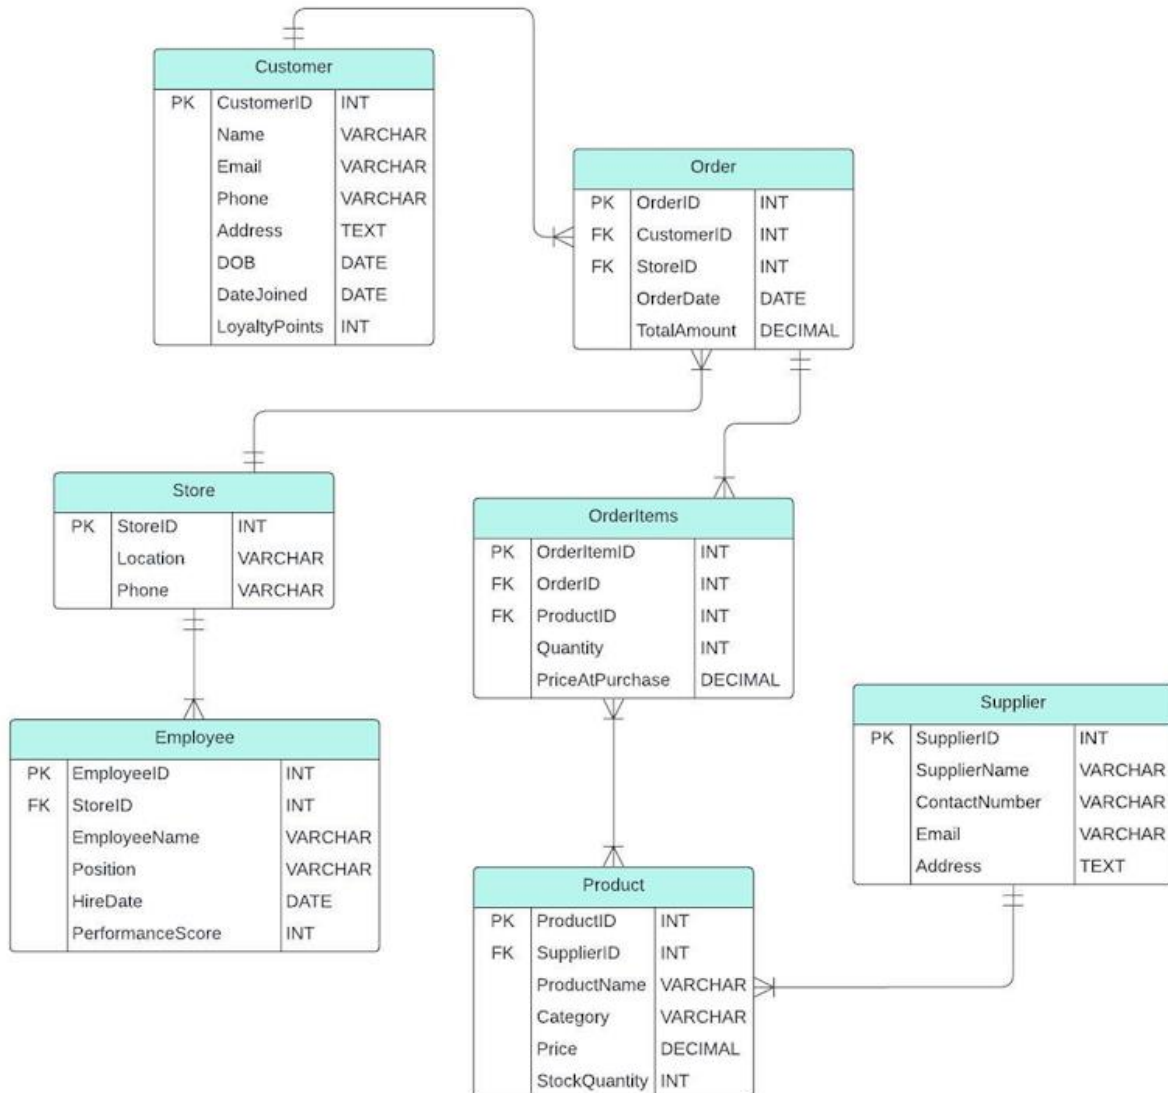 Customer
PK CustomerID INT
Name VARCHAR
Email VARCHAR
Phone VARCHAR
Address TEXT
DOB DATE
DateJoined DATE
LoyaltyPoints INT
Order
PK OrderID INT
FK CustomerID INT
FK StoreID INT
OrderDate DATE
TotalAmount DECIMAL
Store
PK StoreID INT
Location VARCHAR
Phone VARCHAR
OrderItems
PK OrderItemID INT
FK OrderID INT
FK ProductID INT
Quantity INT
PriceAtPurchase DECIMAL
Employee
PK EmployeeID INT
FK StoreID INT
EmployeeName VARCHAR
Position VARCHAR
HireDate DATE
PerformanceScore INT
Supplier
PK SupplierID INT
SupplierName VARCHAR
ContactNumber VARCHAR
Email VARCHAR
Address TEXT
Product
PK ProductID INT
FK SupplierID INT
ProductName VARCHAR
Category VARCHAR
Price DECIMAL
StockQuantity INT